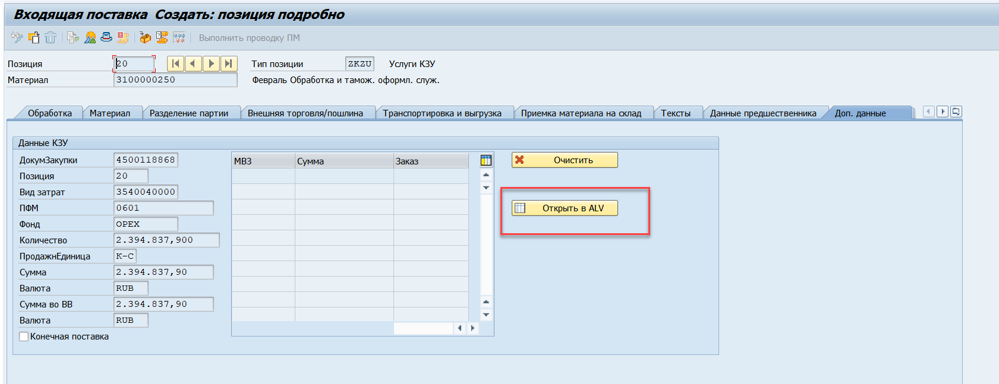 Входящая поставка Создать: позиция подробно
Выполнить проводку ПМ
Позиция 20 Тип позиции ZKZU Услуги КЗУ
Материал 3100000250 Февраль Обработка и тамож. оформл. служ.
Обработка Материал Разделение партии Внешняя торговля/пошлина Транспортировка и выгрузка Приемка материала на склад Тексты Данные предшественника Доп. данные
Данные КЗУ
ДокумЗакупки 4500118868 МВЗ Сумма Заказ Очистить
Позиция 20
Вид затрат 3540040000
ПФМ 0601 Открыть в ALV
Фонд OPEX
Количество 2.394.837,900
ПродажнЕдиница К-С
Сумма 2.394.837,90
Валюта RUB
Сумма во ВВ 2.394.837,90
Валюта RUB
Конечная поставка